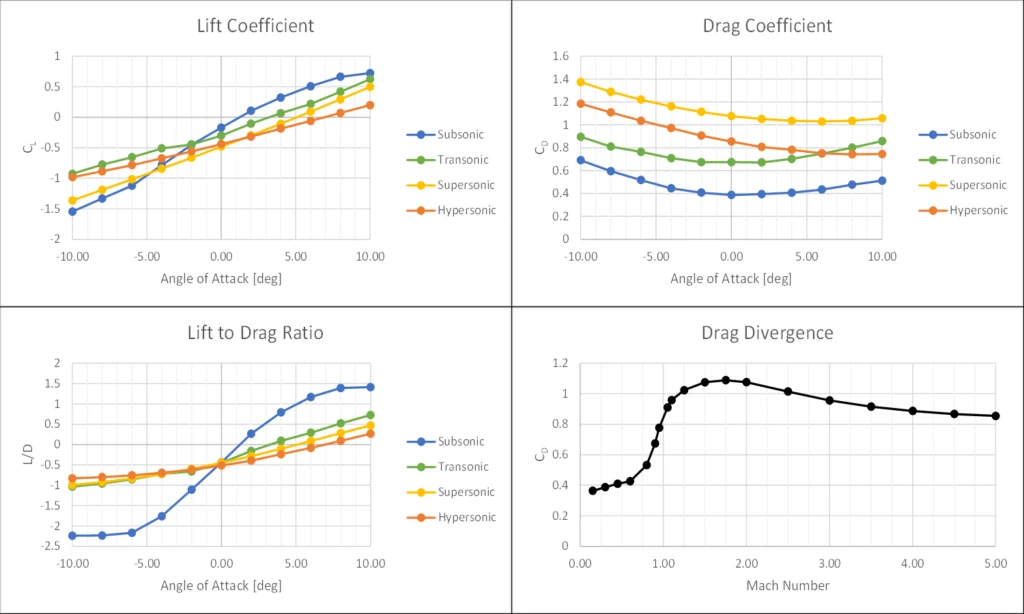 Lift Coefficient
1
0.5
0
-0.5
-1
-1.5
-2
C_L
-10.00 -5.00 0.00 5.00 10.00
Angle of Attack [deg]
Subsonic
Transonic
Supersonic
Hypersonic
Drag Coefficient
1.6
1.4
1.2
1
0.8
0.6
0.4
0.2
0
C_D
-10.00 -5.00 0.00 5.00 10.00
Angle of Attack [deg]
Subsonic
Transonic
Supersonic
Hypersonic
Lift to Drag Ratio
2
1.5
1
0.5
0
-0.5
-1
-1.5
-2
-2.5
L/D
-10.00 -5.00 0.00 5.00 10.00
Angle of Attack [deg]
Subsonic
Transonic
Supersonic
Hypersonic
Drag Divergence
1.2
1
0.8
0.6
0.4
0.2
0
C_D
0.00 1.00 2.00 3.00 4.00 5.00
Mach Number